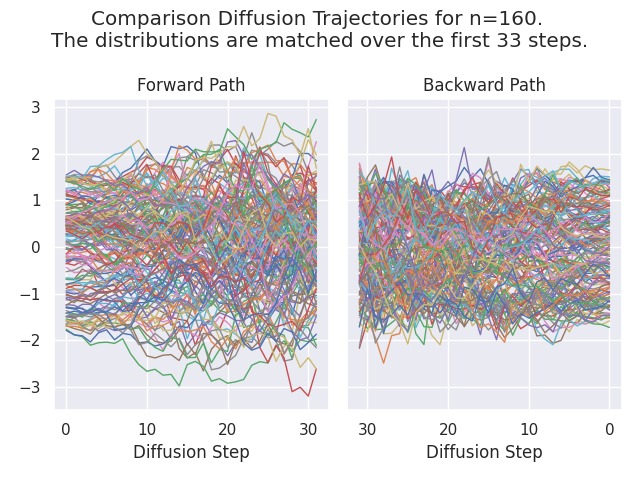 Comparison Diffusion Trajectories for n=160.
The distributions are matched over the first 33 steps.
Forward Path
Backward Path
3
2
1
0
−1
−2
−3
0 10 20 30
30 20 10 0
Diffusion Step
Diffusion Step